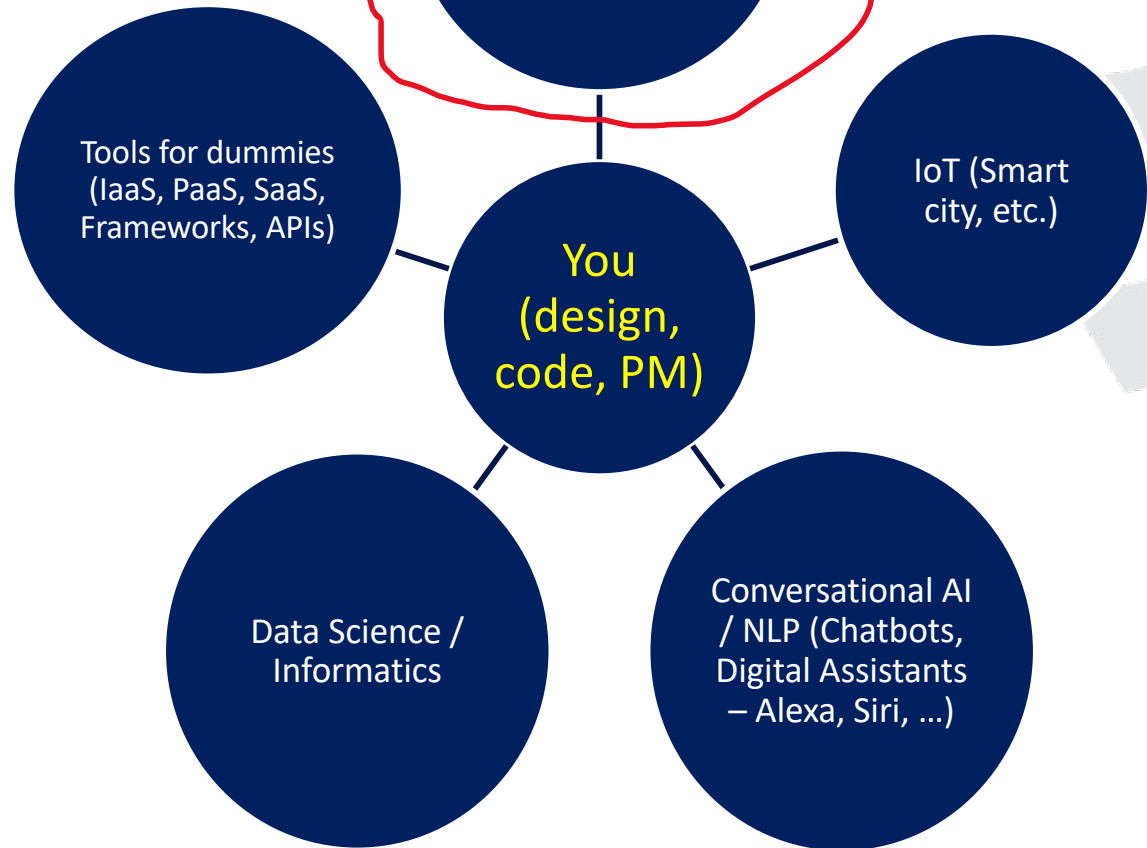 Tools for dummies
(IaaS, PaaS, SaaS,
Frameworks, APIs)
IoT (Smart
city, etc.)
You
(design,
code, PM)
Data Science /
Informatics
Conversational AI
/ NLP (Chatbots,
Digital Assistants
– Alexa, Siri, ...)